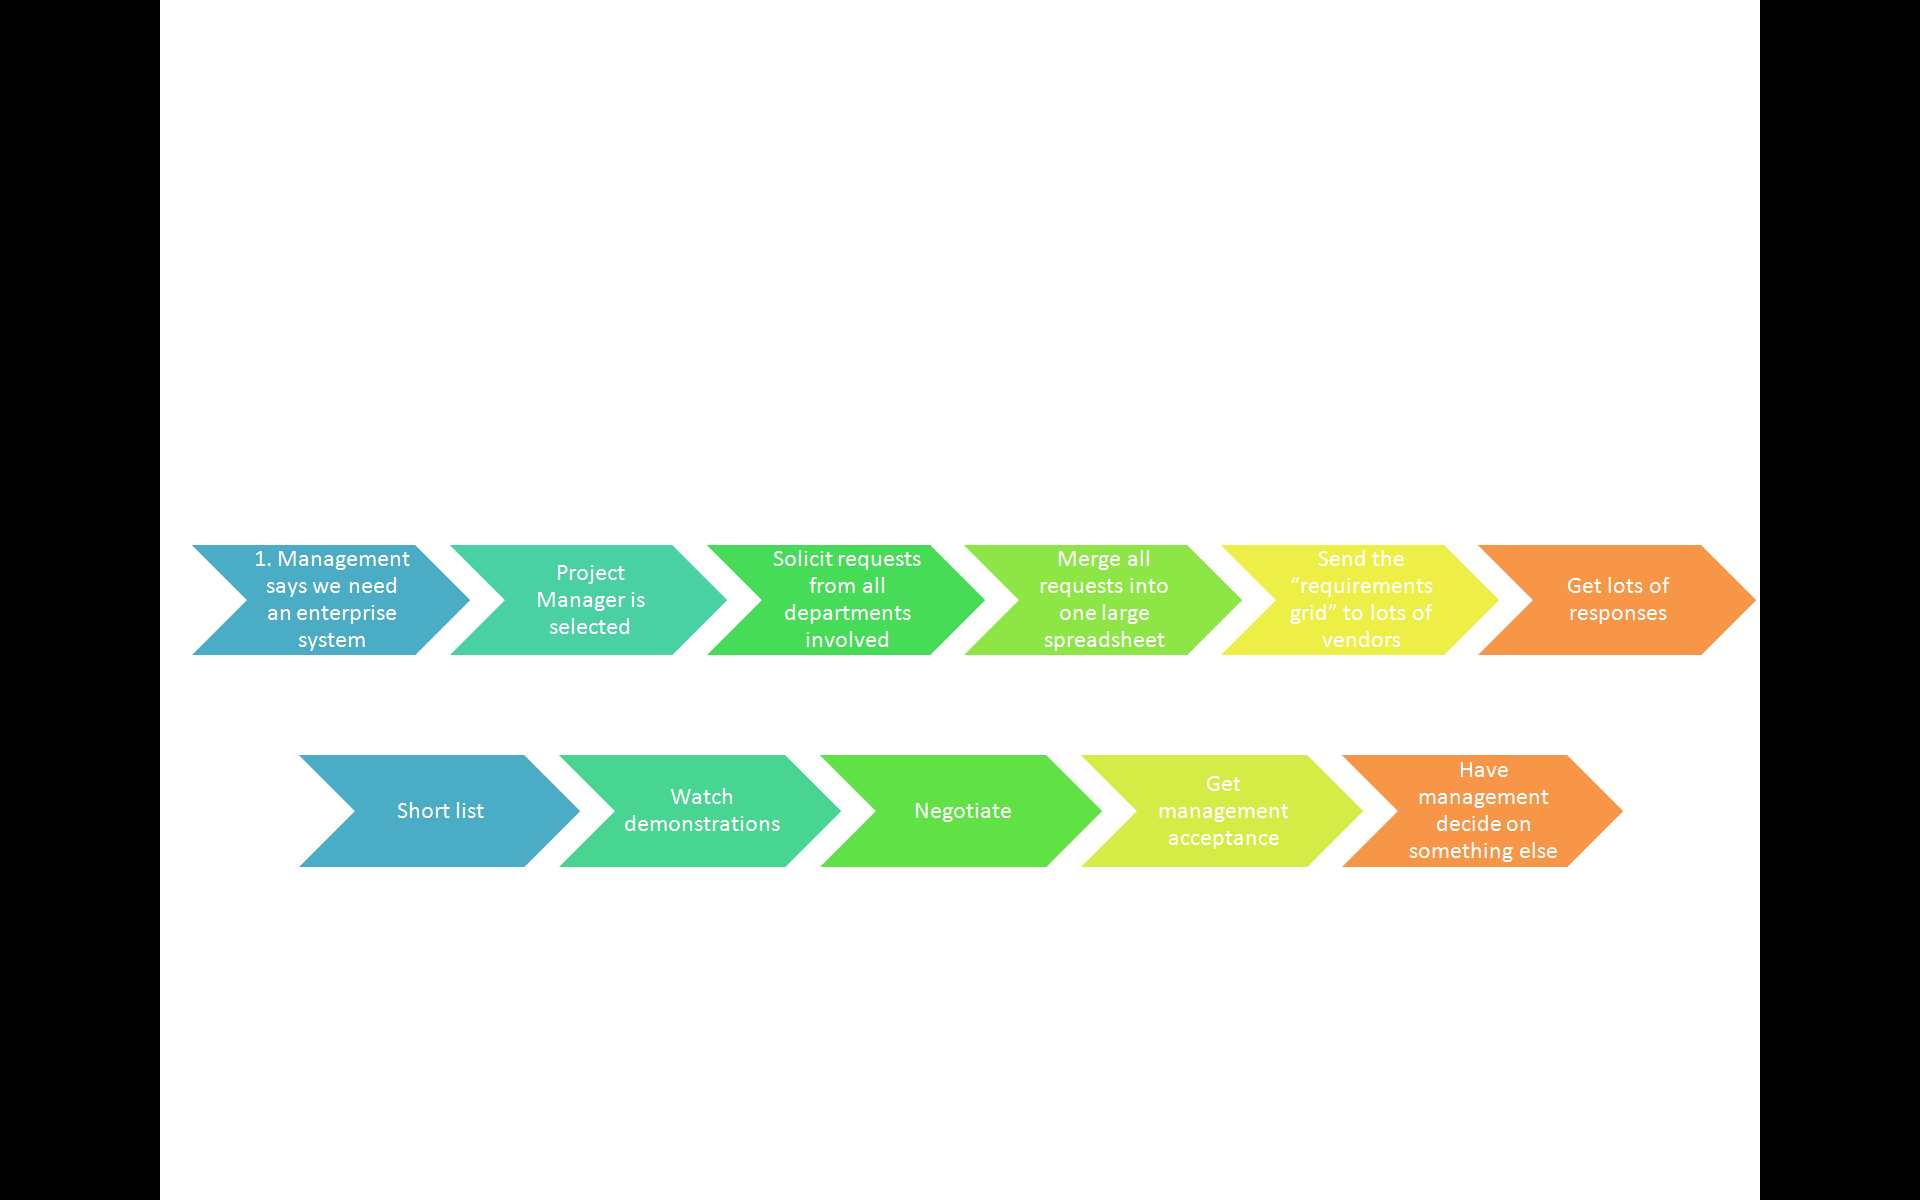 1. Management
says we need
an enterprise
system
Project
Manager is
selected
Solicit requests
from all
departments
involved
Merge all
requests into
one large
spreadsheet
Send the
“requirements
grid” to lots of
vendors
Get lots of
responses
Short list
Watch
demonstrations
Negotiate
Get
management
acceptance
Have
management
decide on
something else